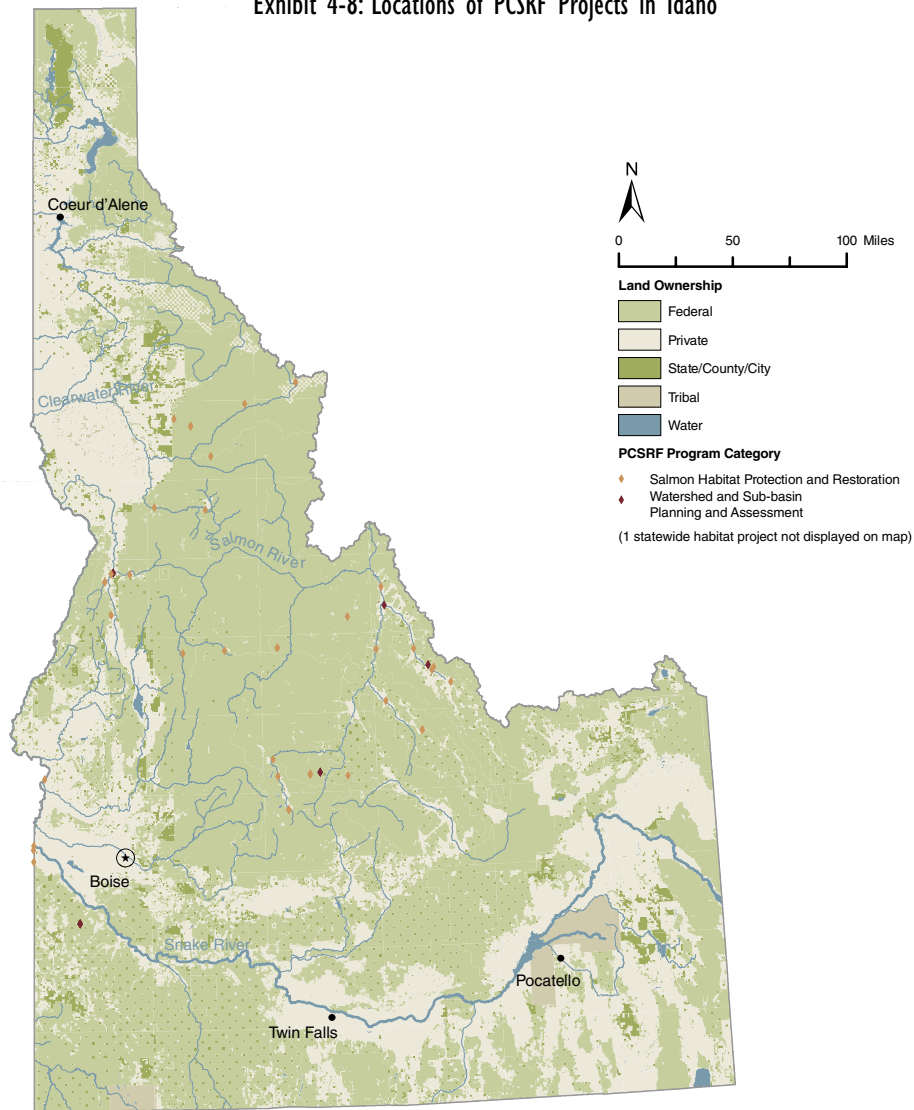 Exhibit 4-8: Locations of PCSRF Projects in Idaho
N
0 50 100 Miles
Land Ownership
Federal
Private
State/County/City
Tribal
Water
PCSRF Program Category
Salmon Habitat Protection and Restoration
Watershed and Sub-basin
Planning and Assessment
(1 statewide habitat project not displayed on map)
Coeur d'Alene
Clearwater River
Salmon River
Boise
Snake River
Pocatello
Twin Falls